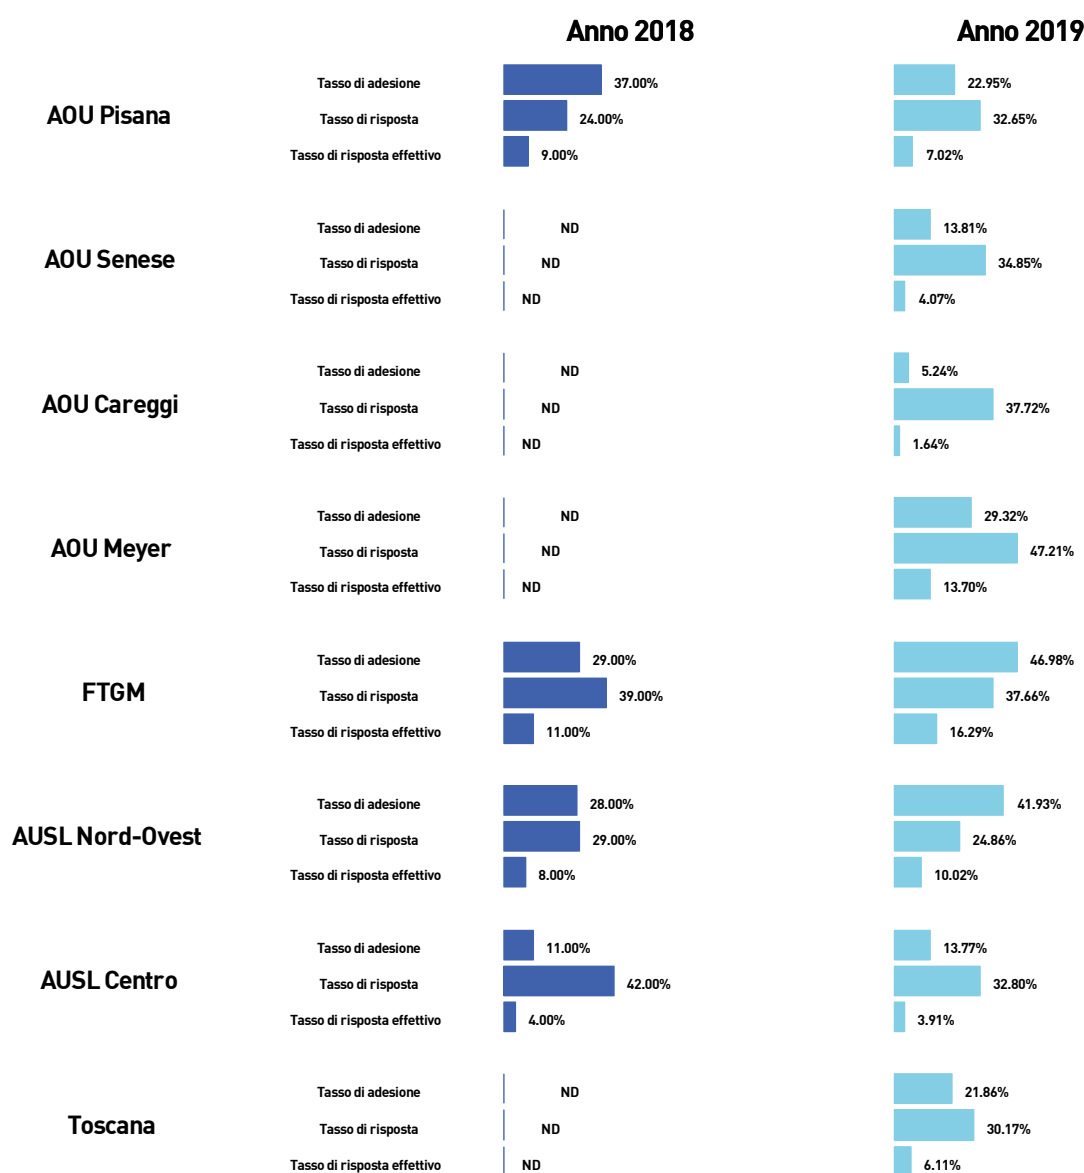 Anno 2018 Anno 2019
Tasso di adesione 37.00% 22.95%
AOU Pisana Tasso di risposta 24.00% 32.65%
Tasso di risposta effettivo 9.00% 7.02%
Tasso di adesione ND 13.81%
AOU Senese Tasso di risposta ND 34.85%
Tasso di risposta effettivo ND 4.07%
Tasso di adesione ND 5.24%
AOU Careggi Tasso di risposta ND 37.72%
Tasso di risposta effettivo ND 1.64%
Tasso di adesione ND 29.32%
AOU Meyer Tasso di risposta ND 47.21%
Tasso di risposta effettivo ND 13.70%
Tasso di adesione 29.00% 46.98%
FTGM Tasso di risposta 39.00% 37.66%
Tasso di risposta effettivo 11.00% 16.29%
Tasso di adesione 28.00% 41.93%
AUSL Nord-Ovest Tasso di risposta 29.00% 24.86%
Tasso di risposta effettivo 8.00% 10.02%
Tasso di adesione 11.00% 13.77%
AUSL Centro Tasso di risposta 42.00% 32.80%
Tasso di risposta effettivo 4.00% 3.91%
Tasso di adesione ND 21.86%
Toscana Tasso di risposta ND 30.17%
Tasso di risposta effettivo ND 6.11%